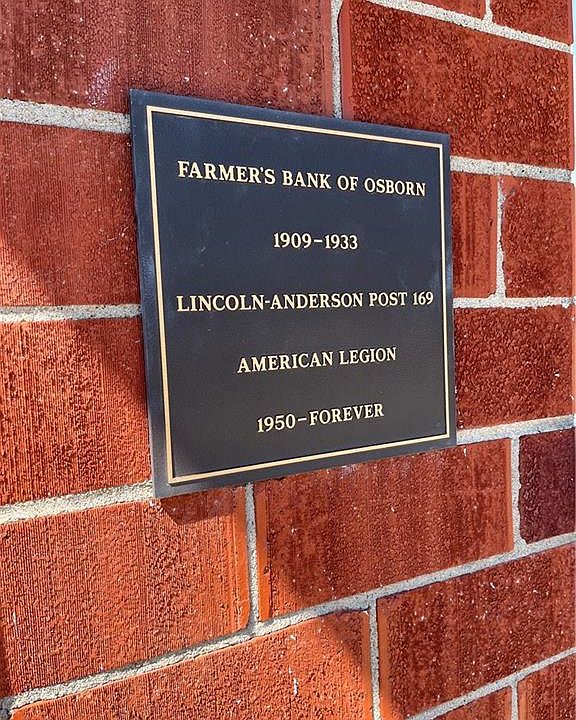 FARMER'S BANK OF OSBORN
1909–1933
LINCOLN-ANDERSON POST 169
AMERICAN LEGION
1950–FOREVER